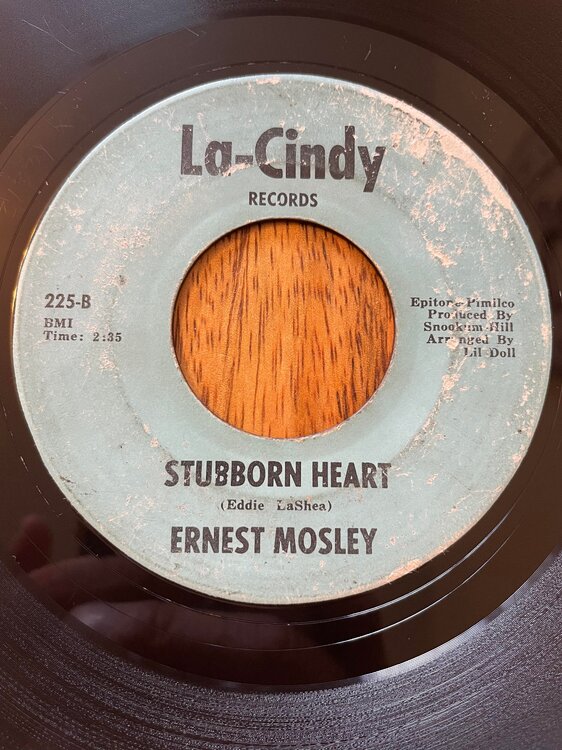 La-Cindy
RECORDS
225-B
BMI
Time: 2:35
Epitome-Pimilco
Produced By
Snookum Hill
Arranged By
Lil Doll
STUBBORN HEART
(Eddie LaShea)
ERNEST MOSLEY